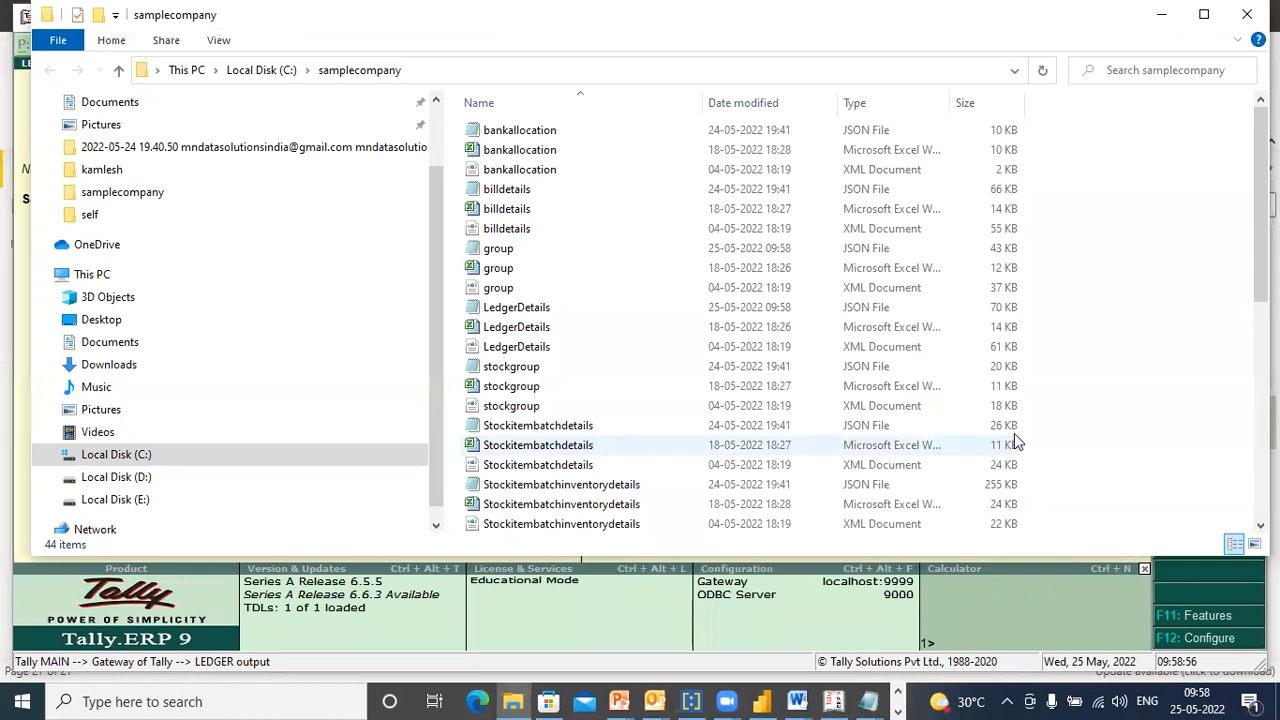 samplecompany
File Home Share View
This PC Local Disk (C:) samplecompany Search samplecompany
Name Date modified Type Size
Documents
Pictures
2022-05-24 19.40.50 mndatasolutionsindia@gmail.com mndatasolutio
kamlesh
samplecompany
self
OneDrive
This PC
3D Objects
Desktop
Documents
Downloads
Music
Pictures
Videos
Local Disk (C:)
Local Disk (D:)
Local Disk (E:)
Network
bankallocation 24-05-2022 19:41 JSON File 10 KB
bankallocation 18-05-2022 18:28 Microsoft Excel W... 10 KB
bankallocation 04-05-2022 18:19 XML Document 2 KB
billdetails 24-05-2022 19:41 JSON File 66 KB
billdetails 18-05-2022 18:27 Microsoft Excel W... 14 KB
billdetails 04-05-2022 18:19 XML Document 55 KB
group 25-05-2022 09:58 JSON File 43 KB
group 18-05-2022 18:26 Microsoft Excel W... 12 KB
group 04-05-2022 18:19 XML Document 37 KB
LedgerDetails 25-05-2022 09:58 JSON File 70 KB
LedgerDetails 18-05-2022 18:26 Microsoft Excel W... 14 KB
LedgerDetails 04-05-2022 18:19 XML Document 61 KB
stockgroup 24-05-2022 19:41 JSON File 20 KB
stockgroup 18-05-2022 18:27 Microsoft Excel W... 11 KB
stockgroup 04-05-2022 18:19 XML Document 18 KB
Stockitembatchdetails 24-05-2022 19:41 JSON File 26 KB
Stockitembatchdetails 18-05-2022 18:27 Microsoft Excel W... 11 K
Stockitembatchdetails 04-05-2022 18:19 XML Document 24 KB
Stockitembatchinventorydetails 24-05-2022 19:41 JSON File 255 KB
Stockitembatchinventorydetails 18-05-2022 18:28 Microsoft Excel W... 24 KB
Stockitembatchinventorydetails 04-05-2022 18:19 XML Document 22 KB
44 items
Product Version & Updates Ctrl + Alt + T License & Services Ctrl + Alt + L Configuration Ctrl + Alt + F Calculator Ctrl + N
Tally
POWER OF SIMPLICITY
Tally.ERP 9
Series A Release 6.5.5
Series A Release 6.6.3 Available
TDLs: 1 of 1 loaded
Educational Mode
Gateway localhost:9999
ODBC Server 9000
1>
F11: Features
F12: Configure
Tally MAIN --> Gateway of Tally --> LEDGER output © Tally Solutions Pvt Ltd., 1988-2020 Wed, 25 May, 2022 09:58:56
Type here to search 30°C ENG 09:58
25-05-2022